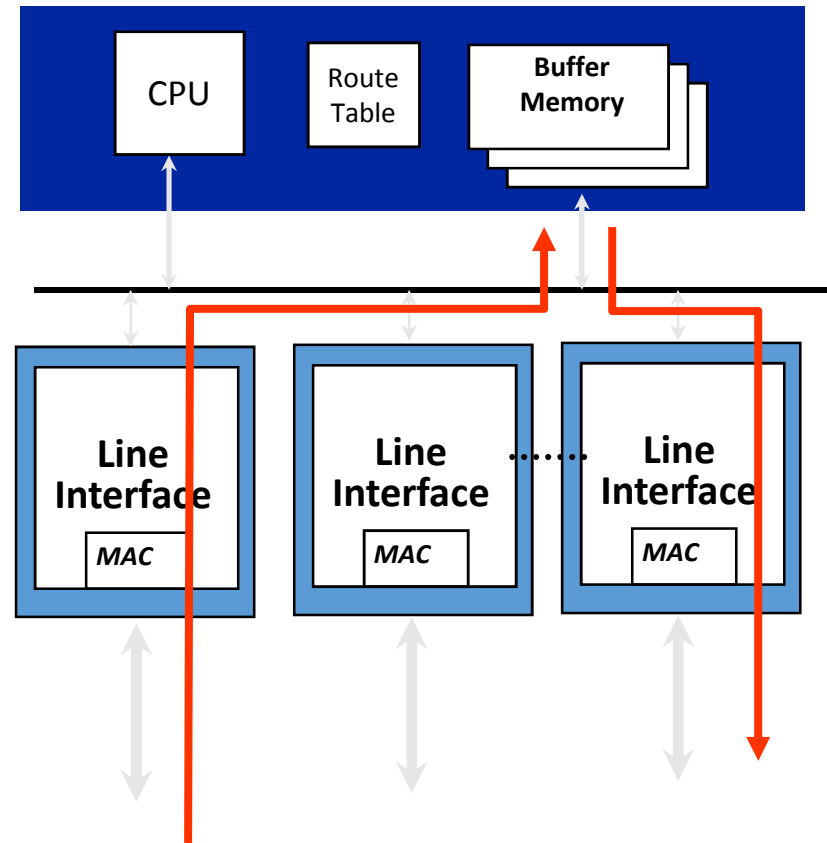 CPU
Route
Table
Buffer
Memory
Line
Interface
MAC
Line
Interface
MAC
Line
Interface
MAC